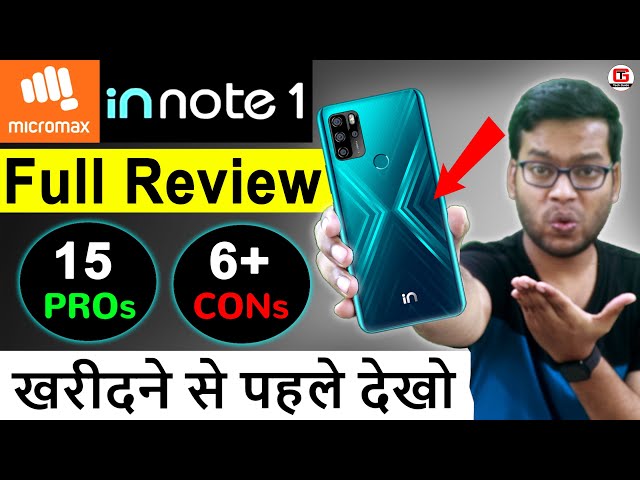 micromax
in note 1
Full Review
15
PROs
6+
CONs
in
खरीदने से पहले देखो